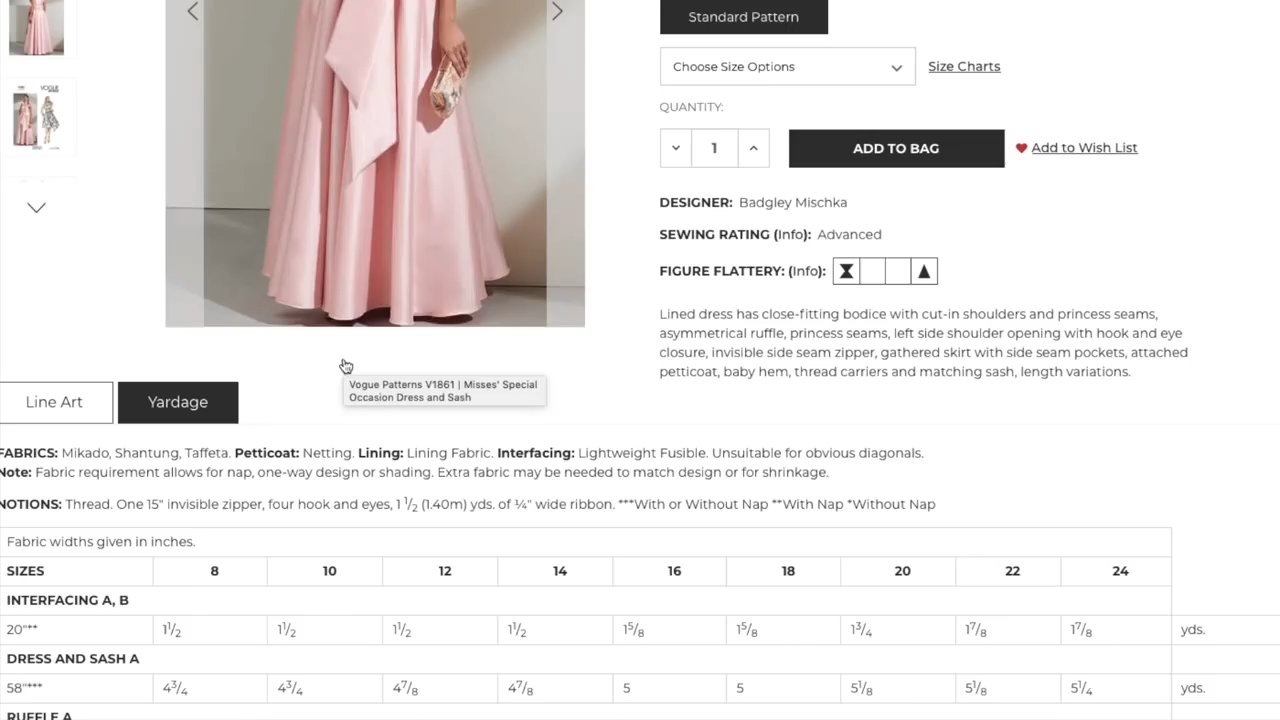 Standard Pattern
Choose Size Options
Size Charts
QUANTITY:
1
ADD TO BAG
Add to Wish List
VOGUE
DESIGNER: Badgley Mischka
SEWING RATING (Info): Advanced
FIGURE FLATTERY: (Info):
Lined dress has close-fitting bodice with cut-in shoulders and princess seams,
asymmetrical ruffle, princess seams, left side shoulder opening with hook and eye
closure, invisible side seam zipper, gathered skirt with side seam pockets, attached
petticoat, baby hem, thread carriers and matching sash, length variations.
Vogue Patterns V1861 | Misses' Special
Occasion Dress and Sash
Line Art
Yardage
FABRICS: Mikado, Shantung, Taffeta. Petticoat: Netting. Lining: Lining Fabric. Interfacing: Lightweight Fusible. Unsuitable for obvious diagonals.
Note: Fabric requirement allows for nap, one-way design or shading. Extra fabric may be needed to match design or for shrinkage.
NOTIONS: Thread. One 15" invisible zipper, four hook and eyes, 1 1/2 (1.40m) yds. of ¼" wide ribbon. ***With or Without Nap **With Nap *Without Nap
Fabric widths given in inches.
SIZES 8 10 12 14 16 18 20 22 24
INTERFACING A, B
20"** 1 1/2 1 1/2 1 1/2 1 1/2 1 5/8 1 5/8 1 3/4 1 7/8 1 7/8 yds.
DRESS AND SASH A
58"*** 4 3/4 4 3/4 4 7/8 4 7/8 5 5 5 1/8 5 1/8 5 1/4 yds.
RUFFLE A